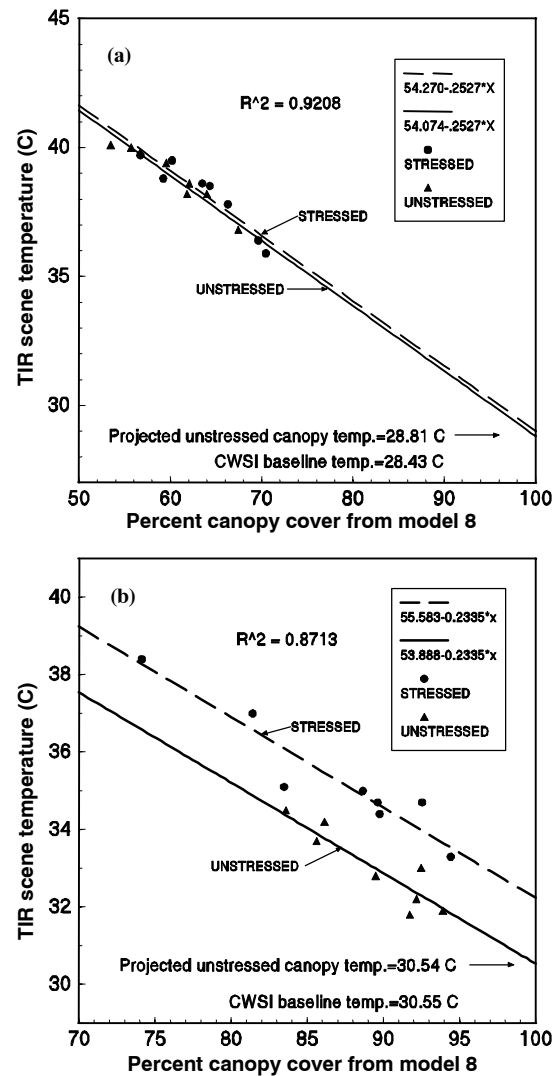 (a)
R^2 = 0.9208
54.270-.2527*X
54.074-.2527*X
STRESSED
UNSTRESSED
STRESSED
UNSTRESSED
Projected unstressed canopy temp.=28.81 C
CWSI baseline temp.=28.43 C
TIR scene temperature (C)
45
40
35
30
50
60
70
80
90
100
Percent canopy cover from model 8
(b)
R^2 = 0.8713
55.583-0.2335*x
53.888-0.2335*x
STRESSED
UNSTRESSED
STRESSED
UNSTRESSED
Projected unstressed canopy temp.=30.54 C
CWSI baseline temp.=30.55 C
TIR scene temperature (C)
40
38
36
34
32
30
70
75
80
85
90
95
100
Percent canopy cover from model 8